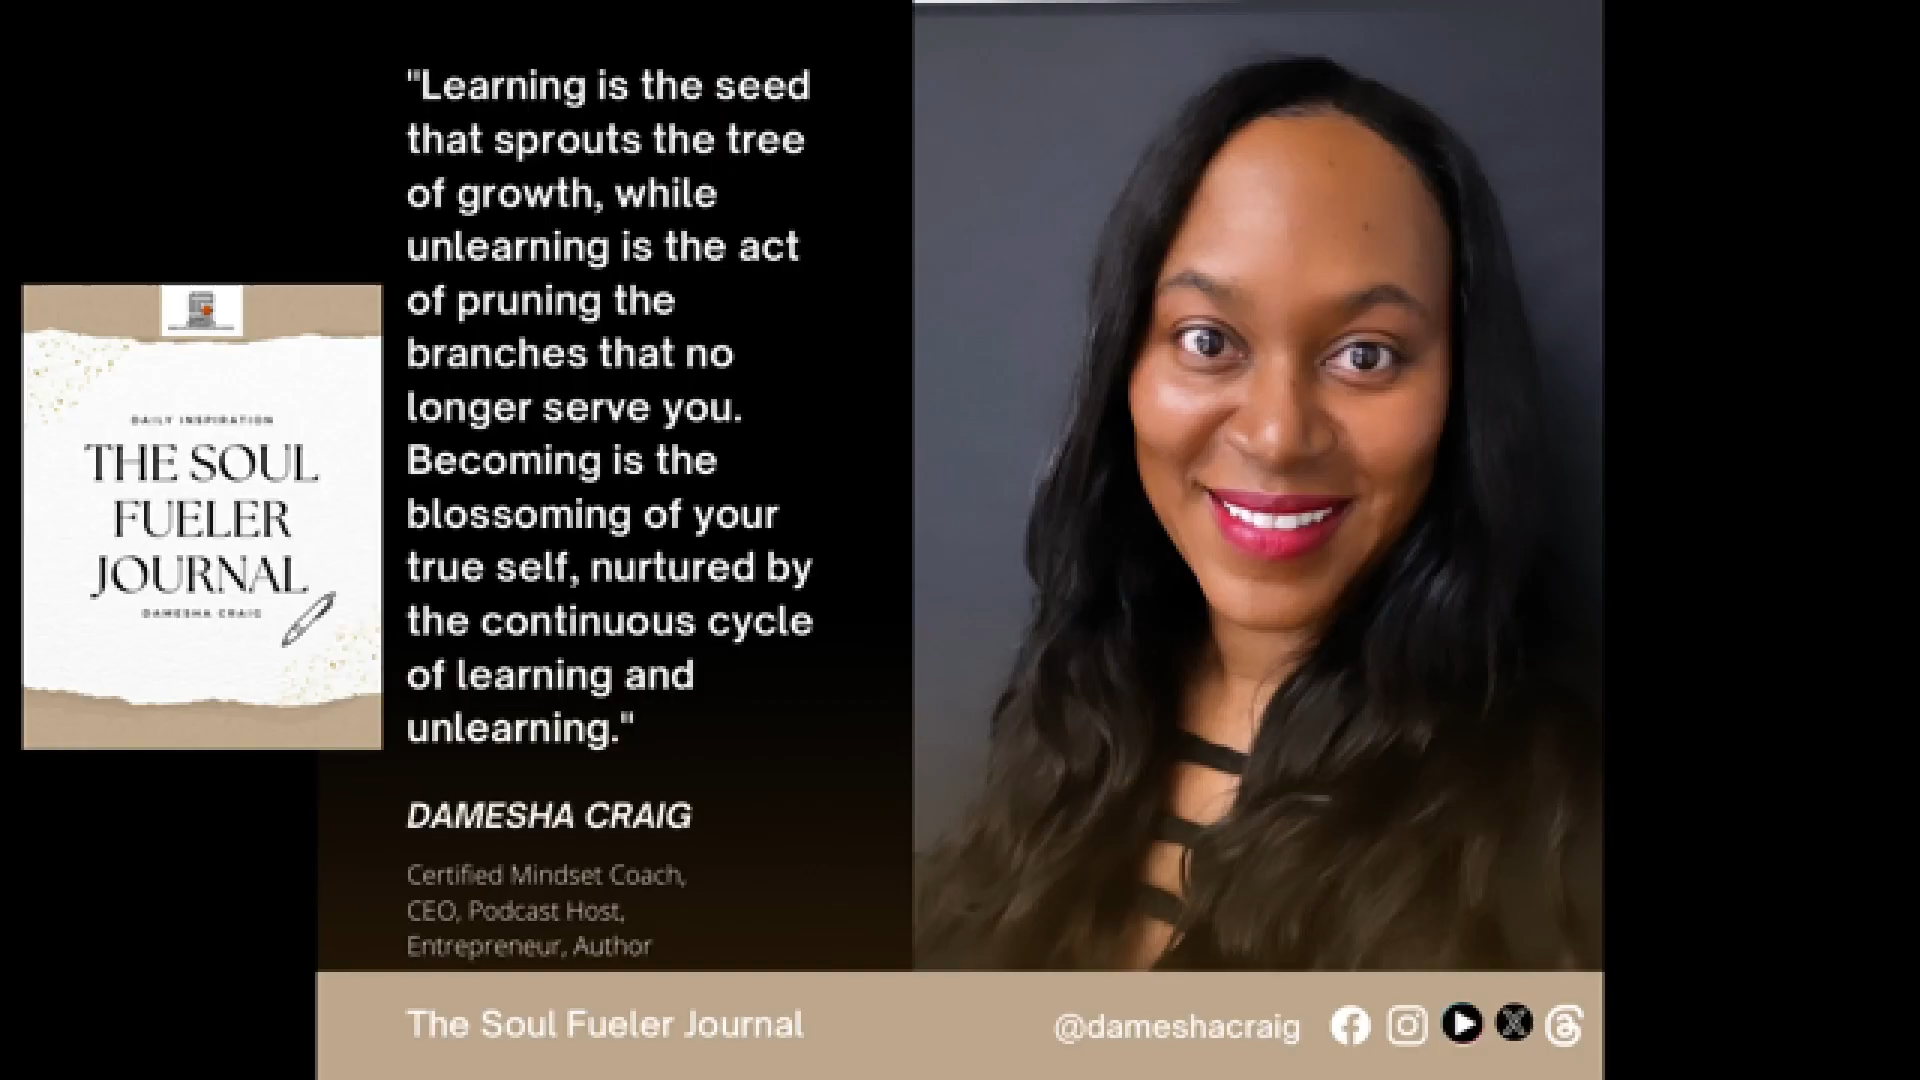 "Learning is the seed
that sprouts the tree
of growth, while
unlearning is the act
of pruning the
branches that no
longer serve you.
Becoming is the
blossoming of your
true self, nurtured by
the continuous cycle
of learning and
unlearning."
DAMESHA CRAIG
Certified Mindset Coach,
CEO, Podcast Host,
Entrepreneur, Author
DAILY INSPIRATION
THE SOUL
FUELER
JOURNAL
DAMESHA CRAIG
The Soul Fueler Journal
@dameshacraig